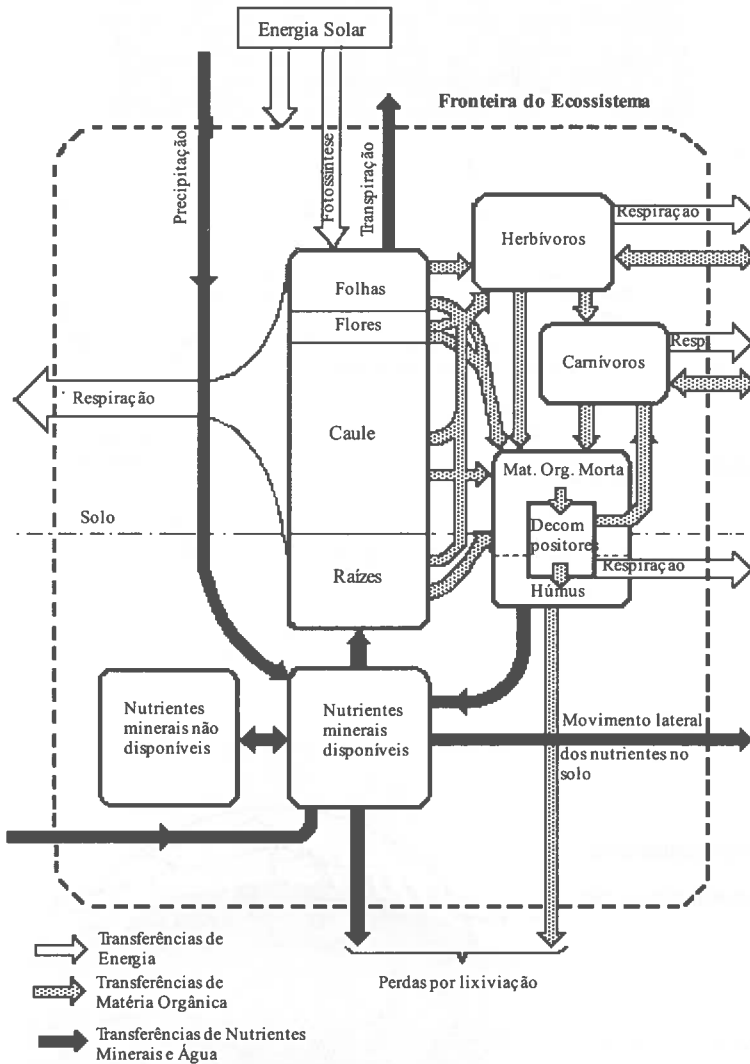 Energia Solar
Fronteira do Ecossistema
Precipitação
Fotossíntese
Transpiração
Respiração
Herbívoros
Folhas
Flores
Resp.
Carnívoros
Respiração
Caule
Mat. Org. Morta
Solo
Decom
positores
Respiração
Raízes
Húmus
Nutrientes
minerais não
disponíveis
Nutrientes
minerais
disponíveis
Movimento lateral
dos nutrientes no
solo
Transferências de
Energia
Transferências de
Matéria Orgânica
Perdas por lixiviação
Transferências de Nutrientes
Minerais e Água